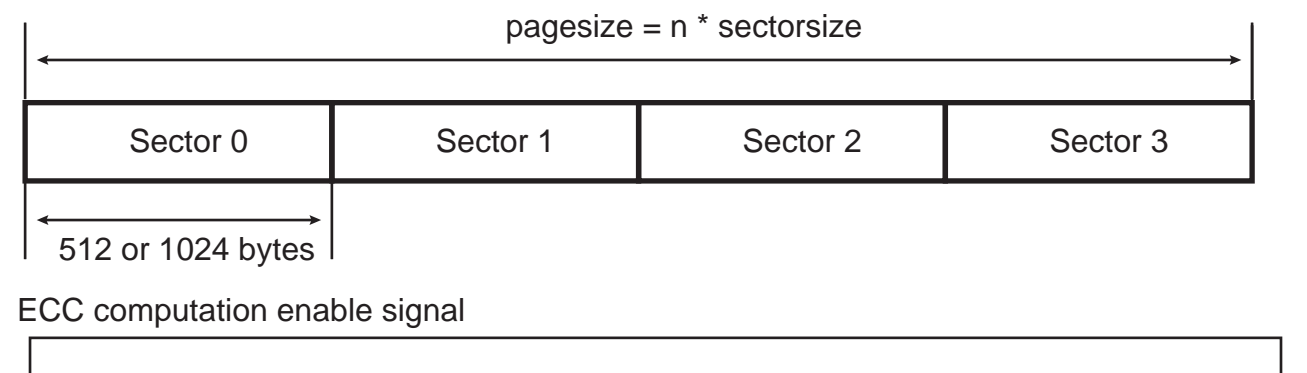 pagesize = n * sectorsize
Sector 0 Sector 1 Sector 2 Sector 3
512 or 1024 bytes
ECC computation enable signal